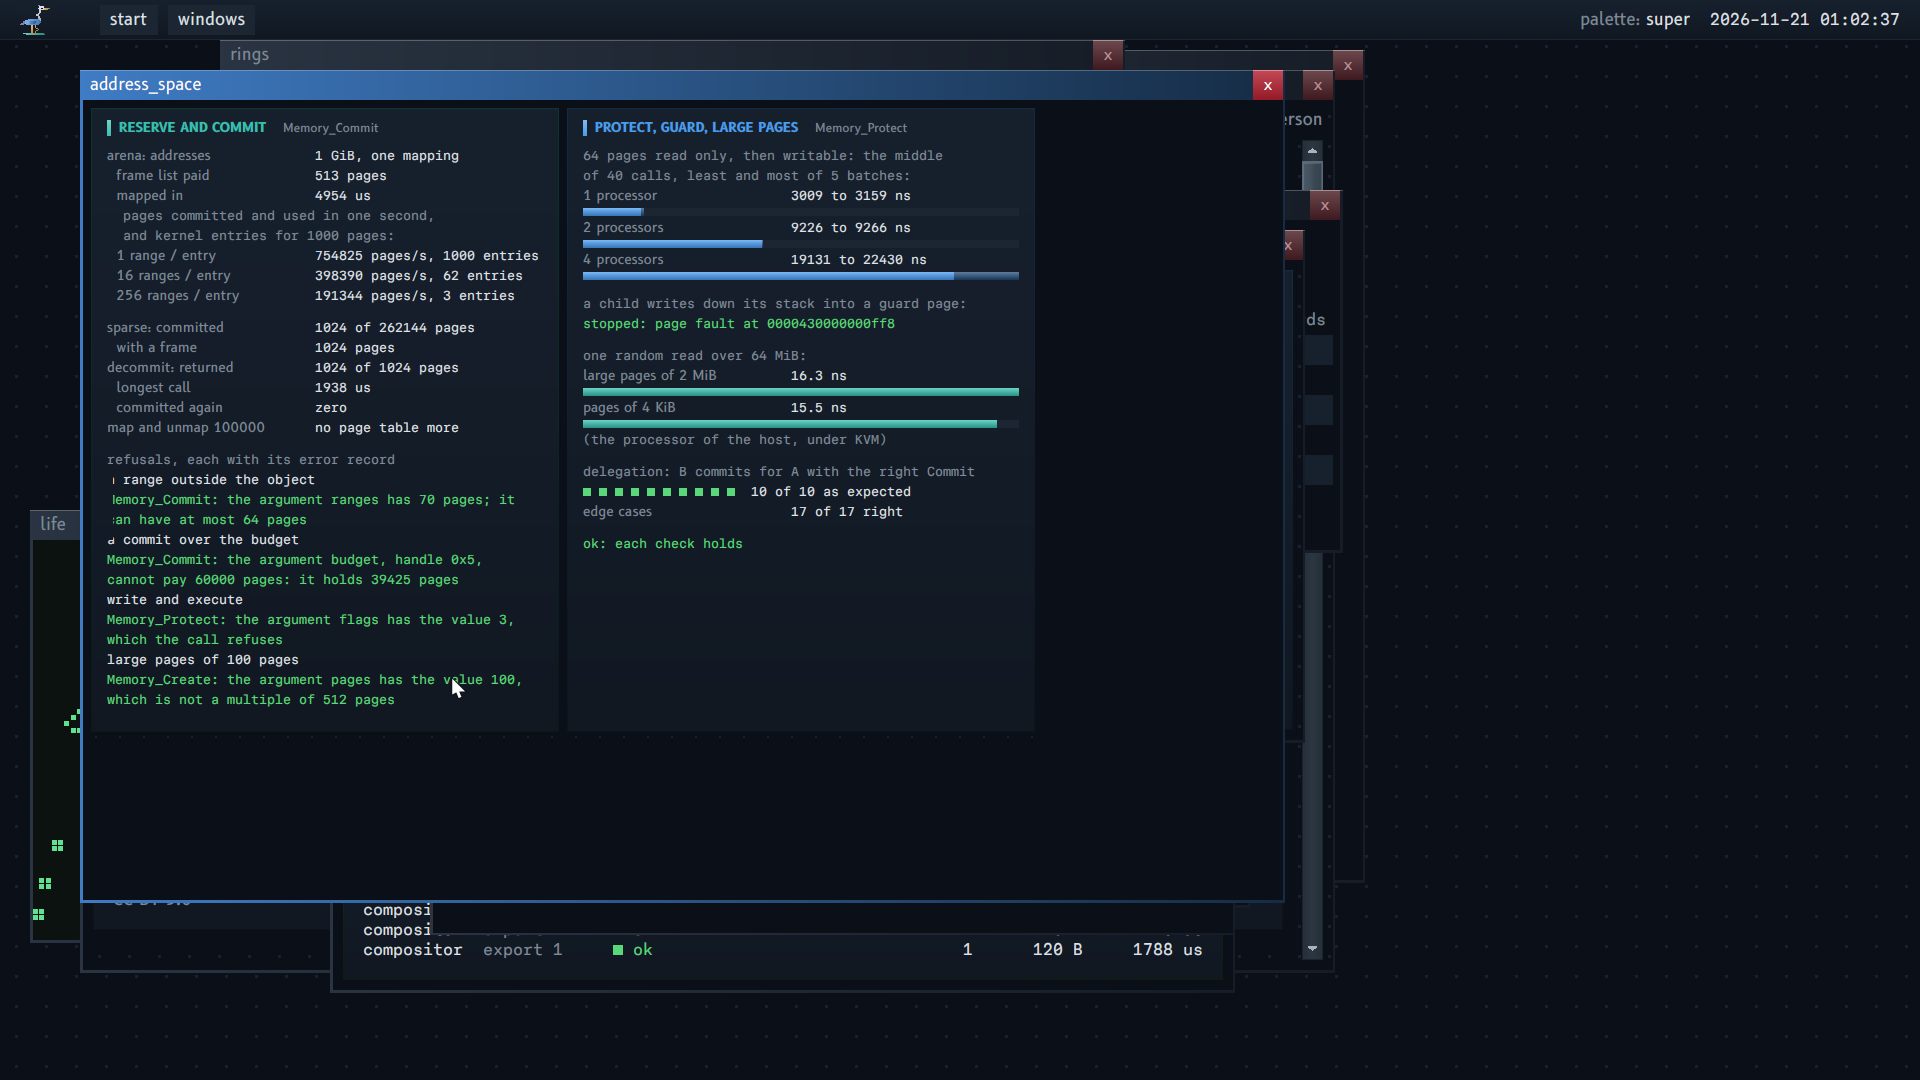 start windows palette: super 2026-11-21 01:02:37
rings x
x
address_space x x
RESERVE AND COMMIT Memory_Commit
arena: addresses 1 GiB, one mapping
frame list paid 513 pages
mapped in 4954 us
pages committed and used in one second,
and kernel entries for 1000 pages:
1 range / entry 754825 pages/s, 1000 entries
16 ranges / entry 398390 pages/s, 62 entries
256 ranges / entry 191344 pages/s, 3 entries
sparse: committed 1024 of 262144 pages
with a frame 1024 pages
decommit: returned 1024 of 1024 pages
longest call 1938 us
committed again zero
map and unmap 100000 no page table more
refusals, each with its error record
range outside the object
Memory_Commit: the argument ranges has 70 pages; it
can have at most 64 pages
a commit over the budget
Memory_Commit: the argument budget, handle 0x5,
cannot pay 60000 pages: it holds 39425 pages
write and execute
Memory_Protect: the argument flags has the value 3,
which the call refuses
large pages of 100 pages
Memory_Create: the argument pages has the value 100,
which is not a multiple of 512 pages
PROTECT, GUARD, LARGE PAGES Memory_Protect
64 pages read only, then writable: the middle
of 40 calls, least and most of 5 batches:
1 processor 3009 to 3159 ns
2 processors 9226 to 9266 ns
4 processors 19131 to 22430 ns
a child writes down its stack into a guard page:
stopped: page fault at 0000430000000ff8
one random read over 64 MiB:
large pages of 2 MiB 16.3 ns
pages of 4 KiB 15.5 ns
(the processor of the host, under KVM)
delegation: B commits for A with the right Commit
10 of 10 as expected
edge cases 17 of 17 right
ok: each check holds
erson
x
x
ds
life
composi
composi
compositor export 1 ok 1 120 B 1788 us